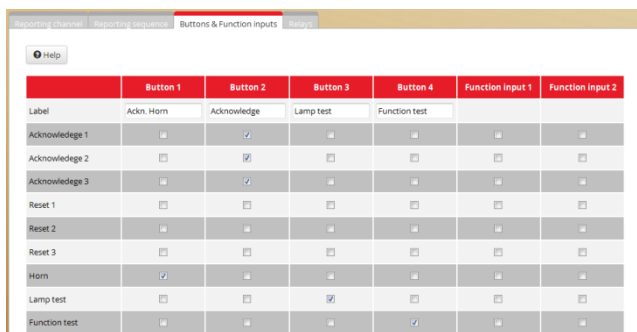 Reporting channel Reporting sequence Buttons & Function inputs Relays
Help
Button 1 Button 2 Button 3 Button 4 Function input 1 Function input 2
Label Ackn. Horn Acknowledge Lamp test Function test
Acknowledege 1
Acknowledege 2
Acknowledege 3
Reset 1
Reset 2
Reset 3
Horn
Lamp test
Function test